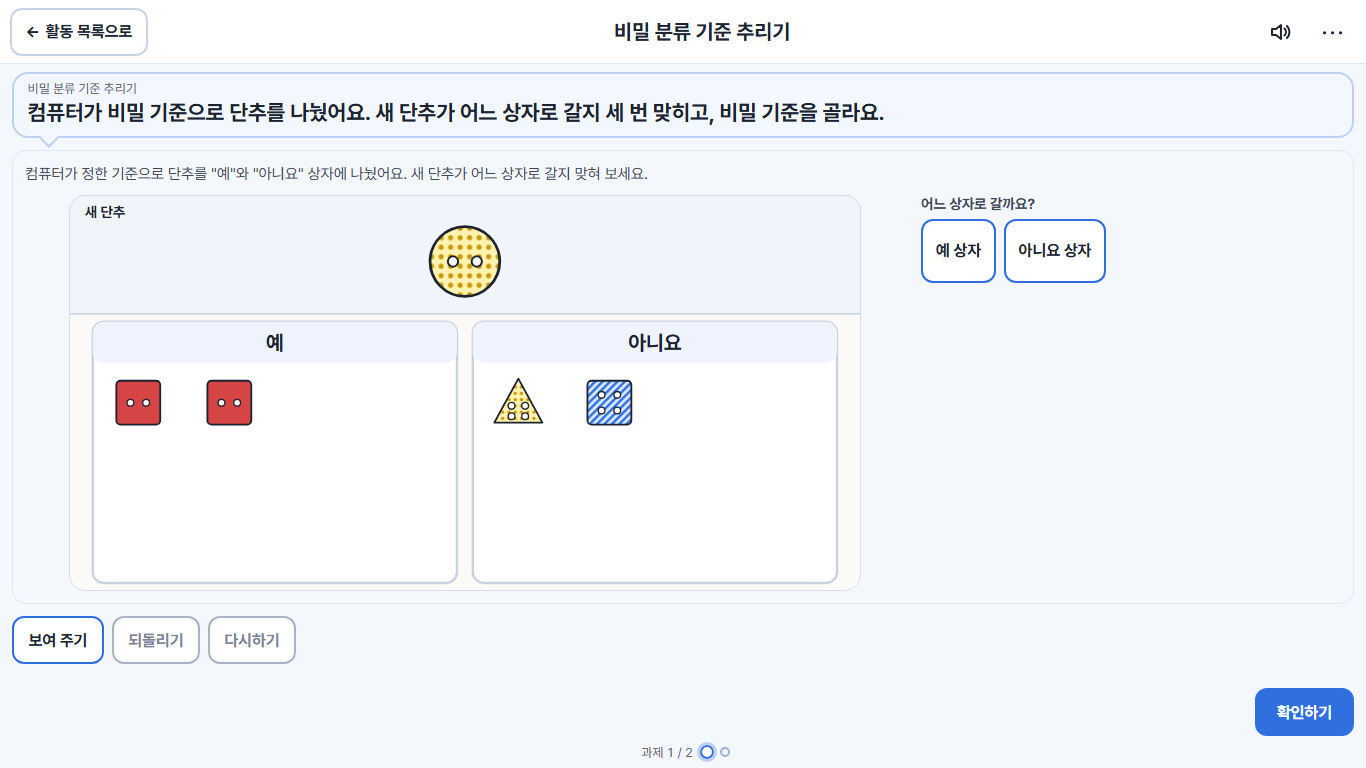 ← 활동 목록으로
비밀 분류 기준 추리기
비밀 분류 기준 추리기
컴퓨터가 비밀 기준으로 단추를 나눴어요. 새 단추가 어느 상자로 갈지 세 번 맞히고, 비밀 기준을 골라요.
컴퓨터가 정한 기준으로 단추를 "예"와 "아니요" 상자에 나눴어요. 새 단추가 어느 상자로 갈지 맞혀 보세요.
새 단추
어느 상자로 갈까요?
예 상자
아니요 상자
예
아니요
보여 주기
되돌리기
다시하기
확인하기
과제 1 / 2